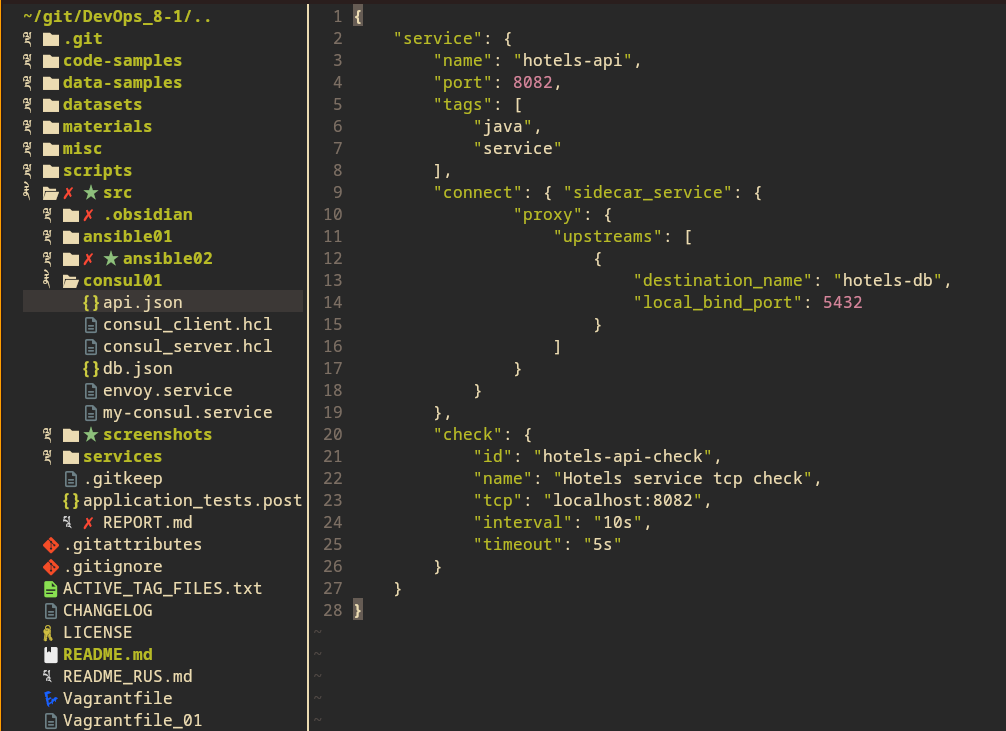 ~/git/DevOps_8-1/..
.git
code-samples
data-samples
datasets
materials
misc
scripts
✗ ★ src
✗ .obsidian
ansible01
✗ ★ ansible02
consul01
{} api.json
consul_client.hcl
consul_server.hcl
{} db.json
envoy.service
my-consul.service
★ screenshots
services
.gitkeep
{} application_tests.post
✗ REPORT.md
.gitattributes
.gitignore
ACTIVE_TAG_FILES.txt
CHANGELOG
LICENSE
README.md
README_RUS.md
Vagrantfile
Vagrantfile_01
1 {
2     "service": {
3         "name": "hotels-api",
4         "port": 8082,
5         "tags": [
6             "java",
7             "service"
8         ],
9         "connect": { "sidecar_service": {
10                 "proxy": {
11                     "upstreams": [
12                         {
13                             "destination_name": "hotels-db",
14                             "local_bind_port": 5432
15                         }
16                     ]
17                 }
18             }
19         },
20         "check": {
21             "id": "hotels-api-check",
22             "name": "Hotels service tcp check",
23             "tcp": "localhost:8082",
24             "interval": "10s",
25             "timeout": "5s"
26         }
27     }
28 }
~
~
~
~
~